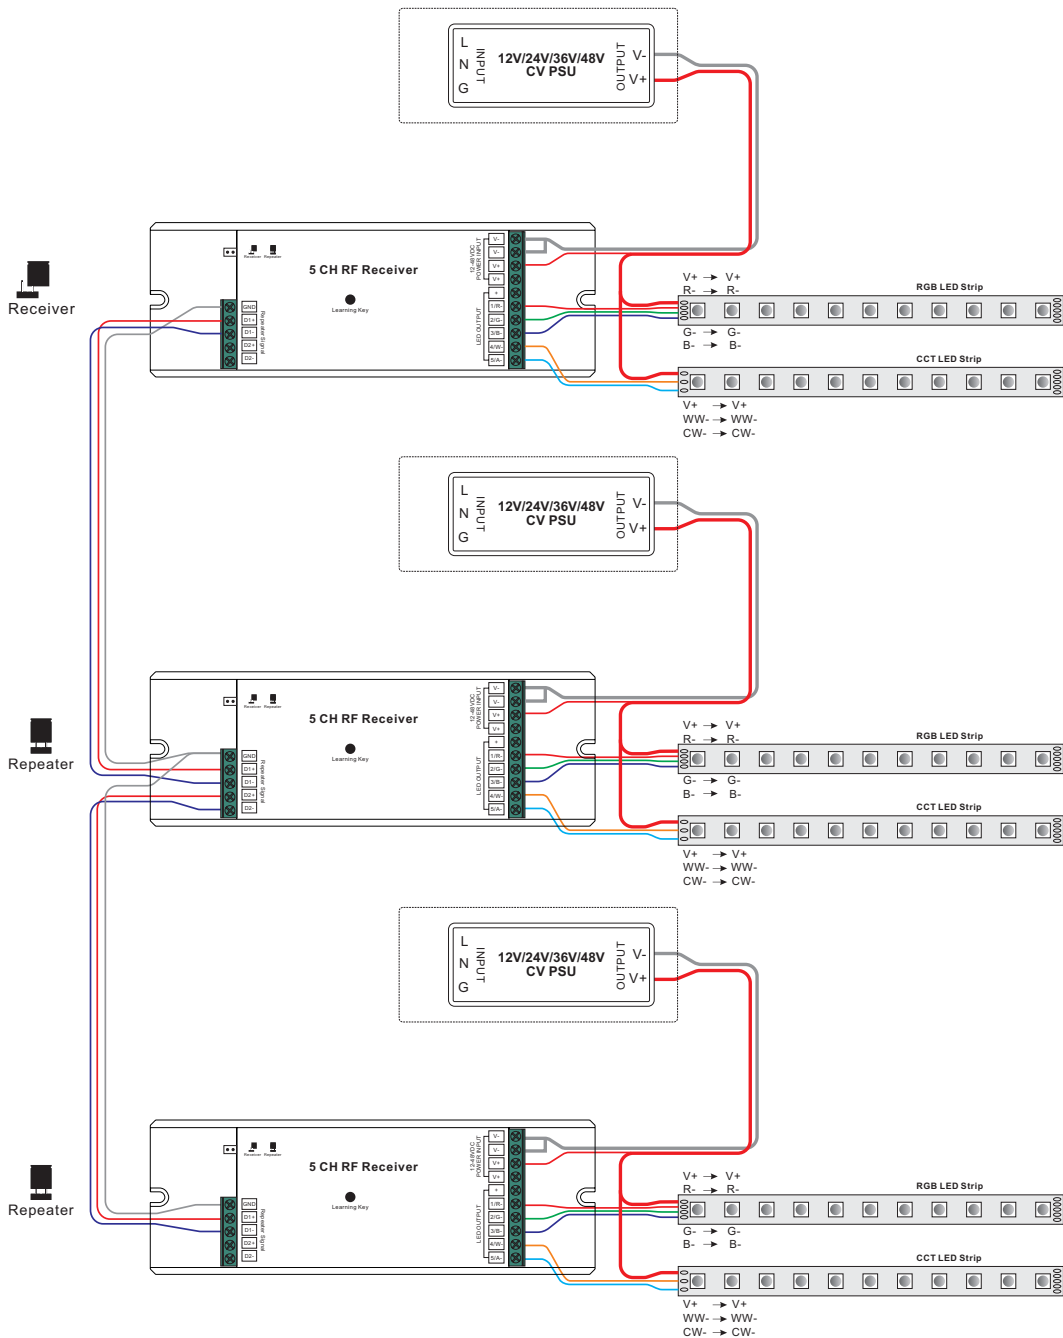 L
N
G
INPUT
12V/24V/36V/48V
CV PSU
OUTPUT
V-
V+
Receiver
Receiver Repeater
5 CH RF Receiver
Learning Key
GND
D1+
D1-
D2+
D2-
Repeater Signal
12-48VDC
POWER INPUT
V-
V-
V+
V+
LED OUTPUT
+
1/R-
2/G-
3/B-
4/W-
5/A-
V+ → V+
R- → R-
RGB LED Strip
G- → G-
B- → B-
CCT LED Strip
V+ → V+
WW- → WW-
CW- → CW-
L
N
G
INPUT
12V/24V/36V/48V
CV PSU
OUTPUT
V-
V+
Repeater
Receiver Repeater
5 CH RF Receiver
Learning Key
GND
D1+
D1-
D2+
D2-
Repeater Signal
12-48VDC
POWER INPUT
V-
V-
V+
V+
LED OUTPUT
+
1/R-
2/G-
3/B-
4/W-
5/A-
V+ → V+
R- → R-
RGB LED Strip
G- → G-
B- → B-
CCT LED Strip
V+ → V+
WW- → WW-
CW- → CW-
L
N
G
INPUT
12V/24V/36V/48V
CV PSU
OUTPUT
V-
V+
Repeater
Receiver Repeater
5 CH RF Receiver
Learning Key
GND
D1+
D1-
D2+
D2-
Repeater Signal
12-48VDC
POWER INPUT
V-
V-
V+
V+
LED OUTPUT
+
1/R-
2/G-
3/B-
4/W-
5/A-
V+ → V+
R- → R-
RGB LED Strip
G- → G-
B- → B-
CCT LED Strip
V+ → V+
WW- → WW-
CW- → CW-